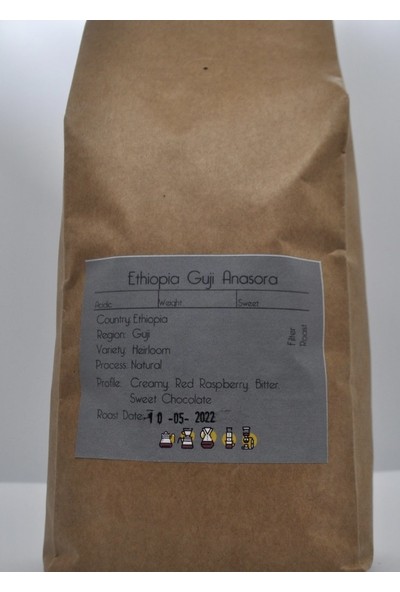 Ethiopia Guji Anasora
Acidic Weight Sweet
Country: Ethiopia
Region: Guji
Variety: Heirloom
Process: Natural
Profile: Creamy, Red Raspberry, Bitter,
Sweet Chocolate
Roast Date: 10 -05- 2022
Filter
Roast